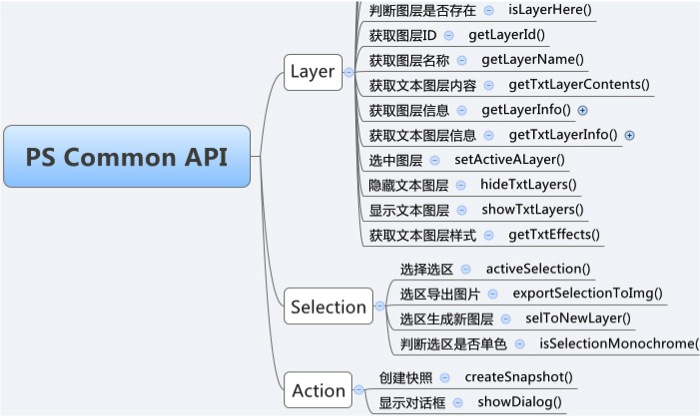 PS Common API
Layer
判断图层是否存在 isLayerHere()
获取图层ID getLayerId()
获取图层名称 getLayerName()
获取文本图层内容 getTxtLayerContents()
获取图层信息 getLayerInfo()
获取文本图层信息 getTxtLayerInfo()
选中图层 setActiveALayer()
隐藏文本图层 hideTxtLayers()
显示文本图层 showTxtLayers()
获取文本图层样式 getTxtEffects()
Selection
选择选区 activeSelection()
选区导出图片 exportSelectionToImg()
选区生成新图层 selToNewLayer()
判断选区是否单色 isSelectionMonochrome(
Action
创建快照 createSnapshot()
显示对话框 showDialog()